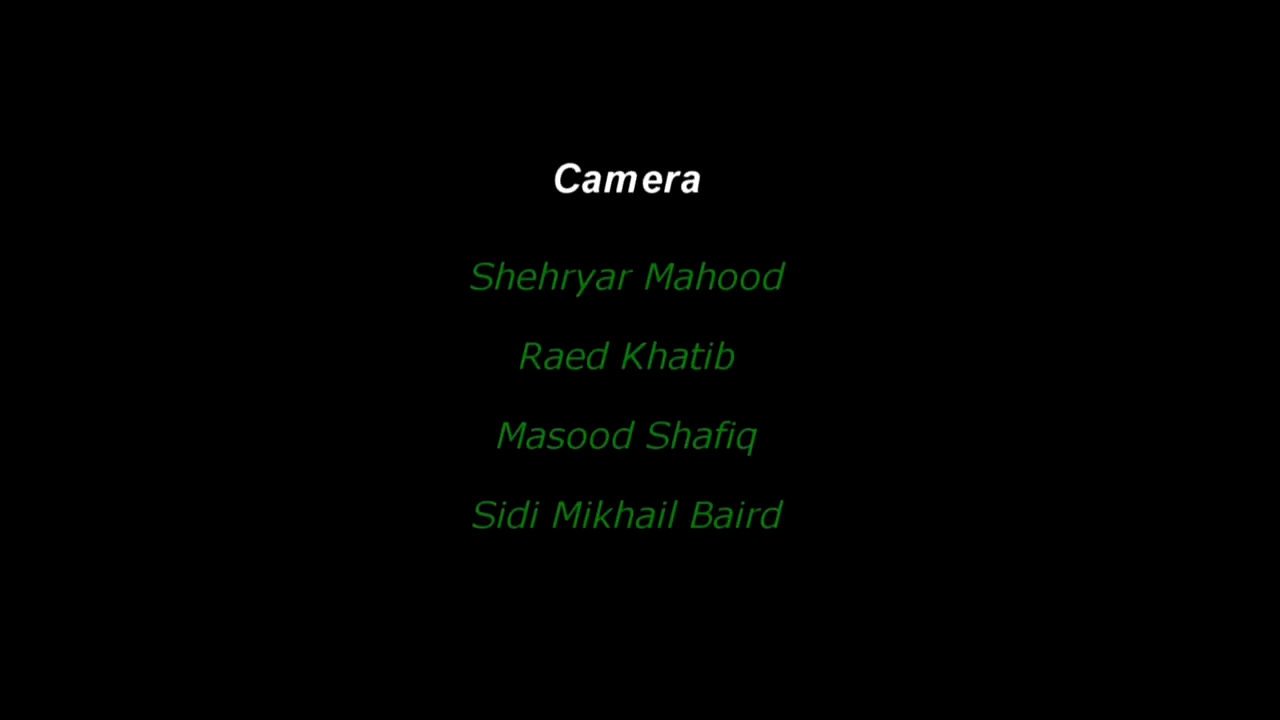 Camera
Shehryar Mahood
Raed Khatib
Masood Shafiq
Sidi Mikhail Baird